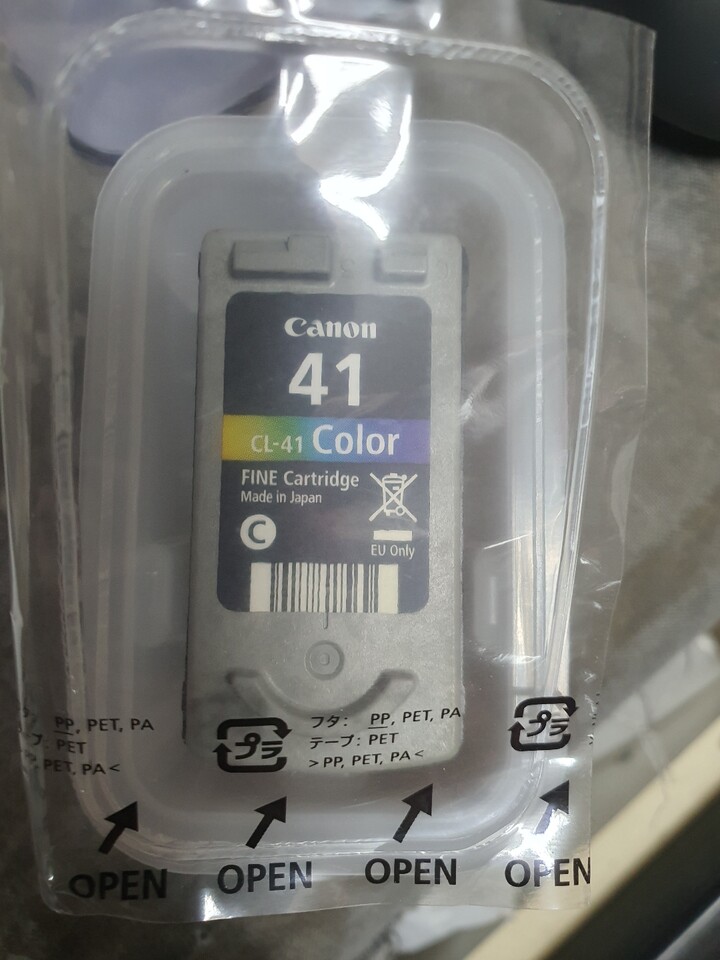 Canon
41
CL-41 Color
FINE Cartridge
Made in Japan
C
EU Only
PP, PET, PA
PET
PET, PA<
プラ
フタ: PP, PET, PA
テープ: PET
>PP, PET, PA<
プラ
OPEN
OPEN
OPEN
OPEN